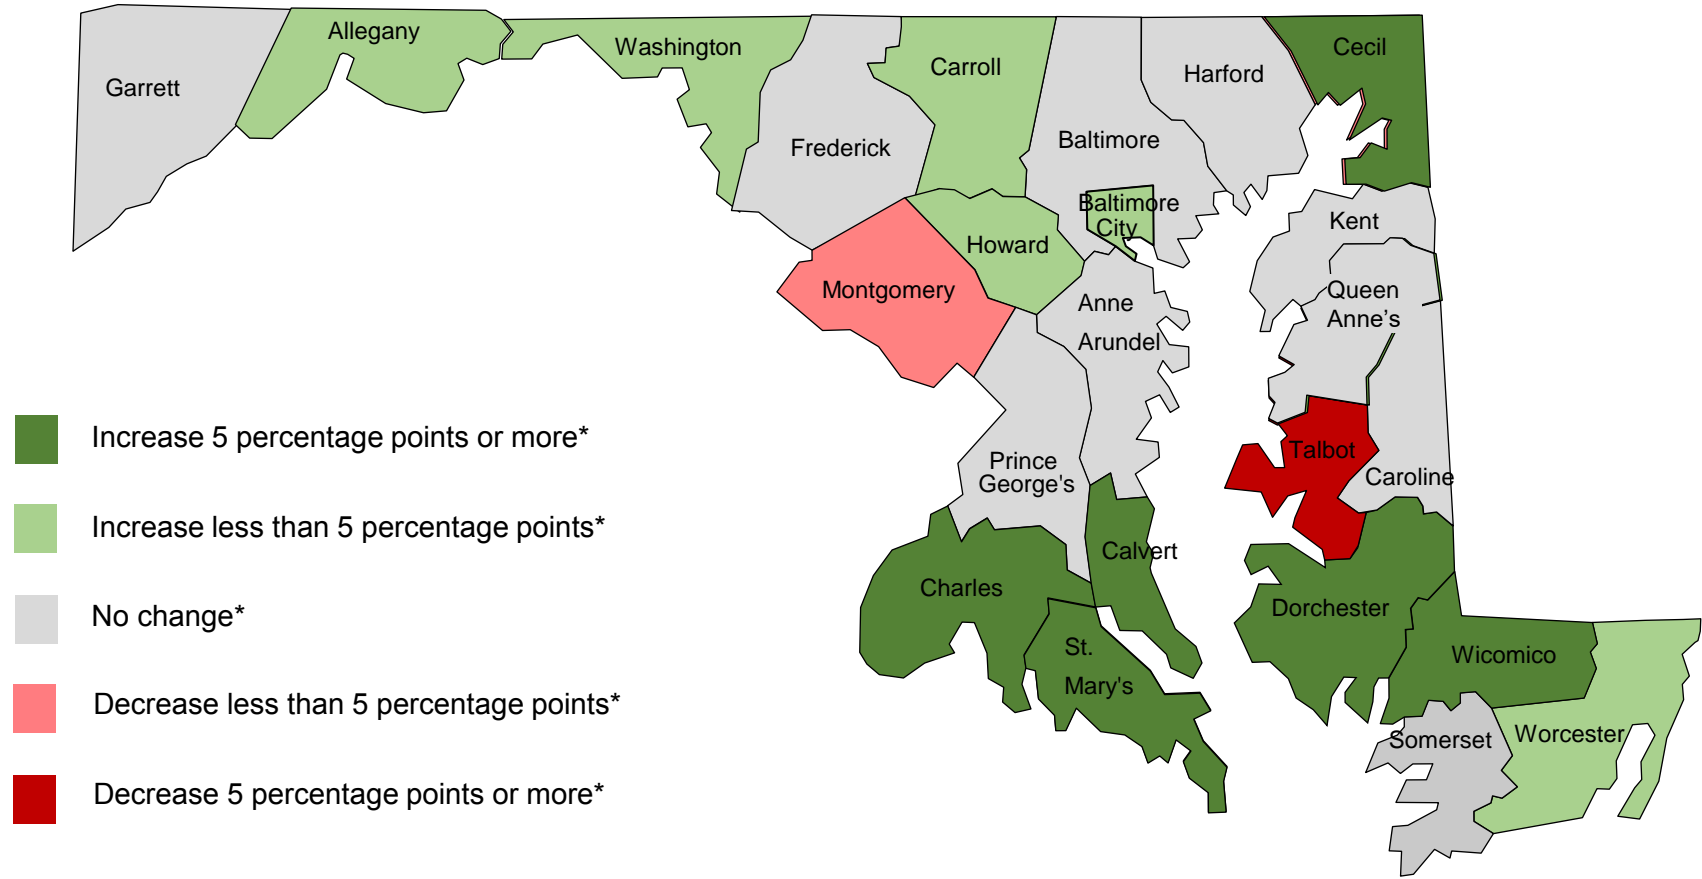 Allegany
Washington
Cecil
Garrett
Carroll
Harford
Frederick
Baltimore
Baltimore
City
Kent
Howard
Montgomery
Queen
Anne’s
Anne
Arundel
Increase 5 percentage points or more*
Talbot
Prince
George's
Caroline
Increase less than 5 percentage points*
Calvert
Charles
Dorchester
No change*
St.
Mary's
Wicomico
Decrease less than 5 percentage points*
Somerset
Worcester
Decrease 5 percentage points or more*